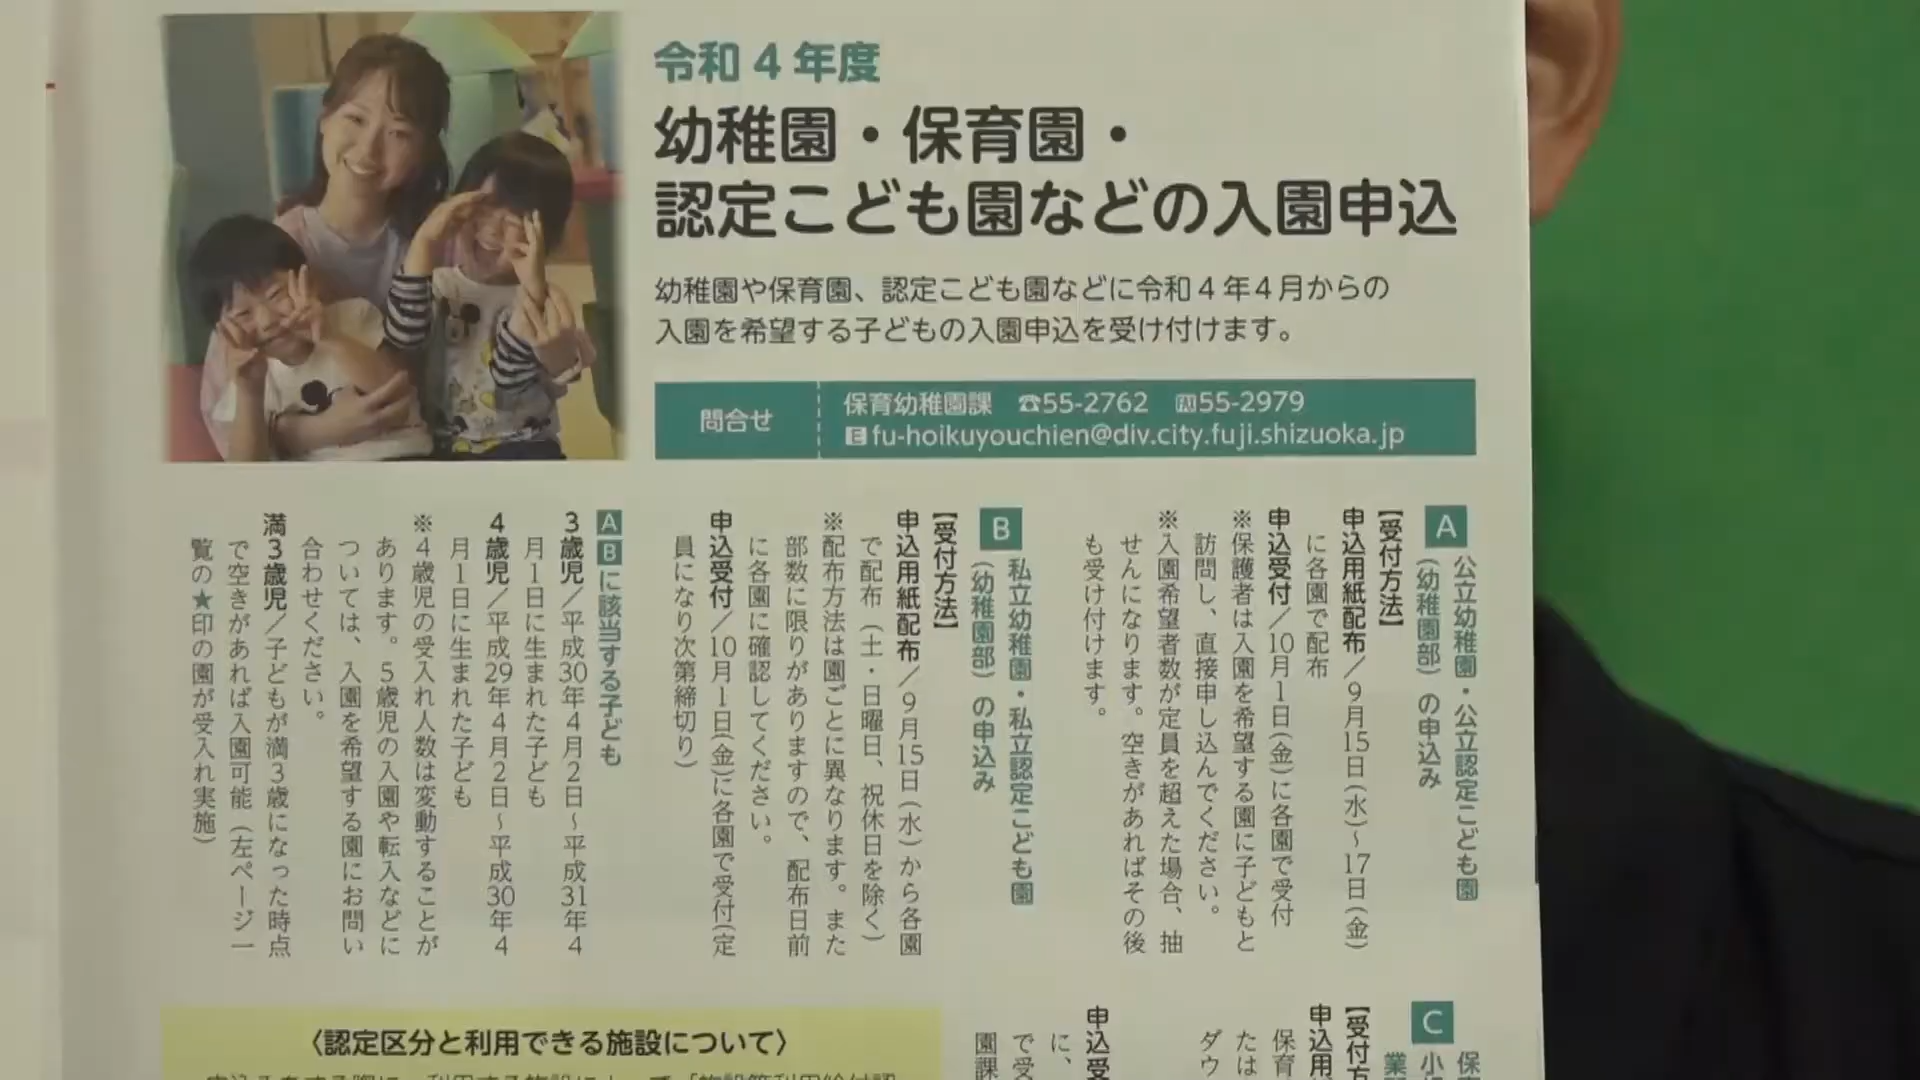 令和4年度
幼稚園・保育園・
認定こども園などの入園申込
幼稚園や保育園、認定こども園などに令和4年4月からの
入園を希望する子どもの入園申込を受け付けます。
問合せ
保育幼稚園課 ☎55-2762 FAX55-2979
E fu-hoikuyouchien@div.city.fuji.shizuoka.jp
A 公立幼稚園・公立認定こども園
(幼稚園部)の申込み
【受付方法】
申込用紙配布/9月15日(水)~17日(金)
に各園で配布
申込受付/10月1日(金)に各園で受付
※保護者は入園を希望する園に子どもと
訪問し、直接申し込んでください。
※入園希望者数が定員を超えた場合、抽
せんになります。空きがあればその後
も受け付けます。
B 私立幼稚園・私立認定こども園
(幼稚園部)の申込み
【受付方法】
申込用紙配布/9月15日(水)から各園
で配布(土・日曜日、祝休日を除く)
※配布方法は園ごとに異なります。また
部数に限りがありますので、配布日前
に各園に確認してください。
申込受付/10月1日(金)に各園で受付(定
員になり次第締切り)
ABに該当する子ども
3歳児/平成30年4月2日~平成31年4
月1日に生まれた子ども
4歳児/平成29年4月2日~平成30年4
月1日に生まれた子ども
※4歳児の受入れ人数は変動することが
あります。5歳児の入園や転入などに
ついては、入園を希望する園にお問い
合わせください。
満3歳児/子どもが満3歳になった時点
で空きがあれば入園可能(左ページ一
覧の★印の園が受入れ実施)
C 保
小
業
【受付方
申込用
保育
たは
ダウ
申込受
に、
で受
園課
〈認定区分と利用できる施設について〉